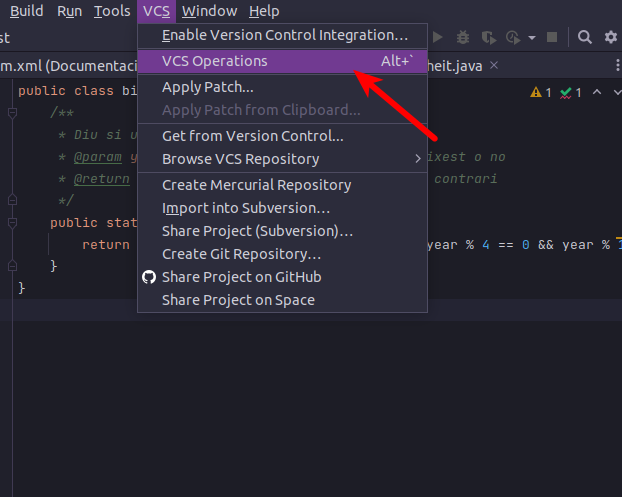 Build Run Tools VCS Window Help
Enable Version Control Integration...
VCS Operations Alt+`
Apply Patch...
Apply Patch from Clipboard...
Get from Version Control...
Browse VCS Repository
Create Mercurial Repository
Import into Subversion...
Share Project (Subversion)...
Create Git Repository...
Share Project on GitHub
Share Project on Space
st
m.xml (Documentaci heit.java
1 1
public class bi
/**
* Diu si u
* @param y ixest o no
* @return contrari
*/
public stat
return year % 4 == 0 && year % 1
}
}